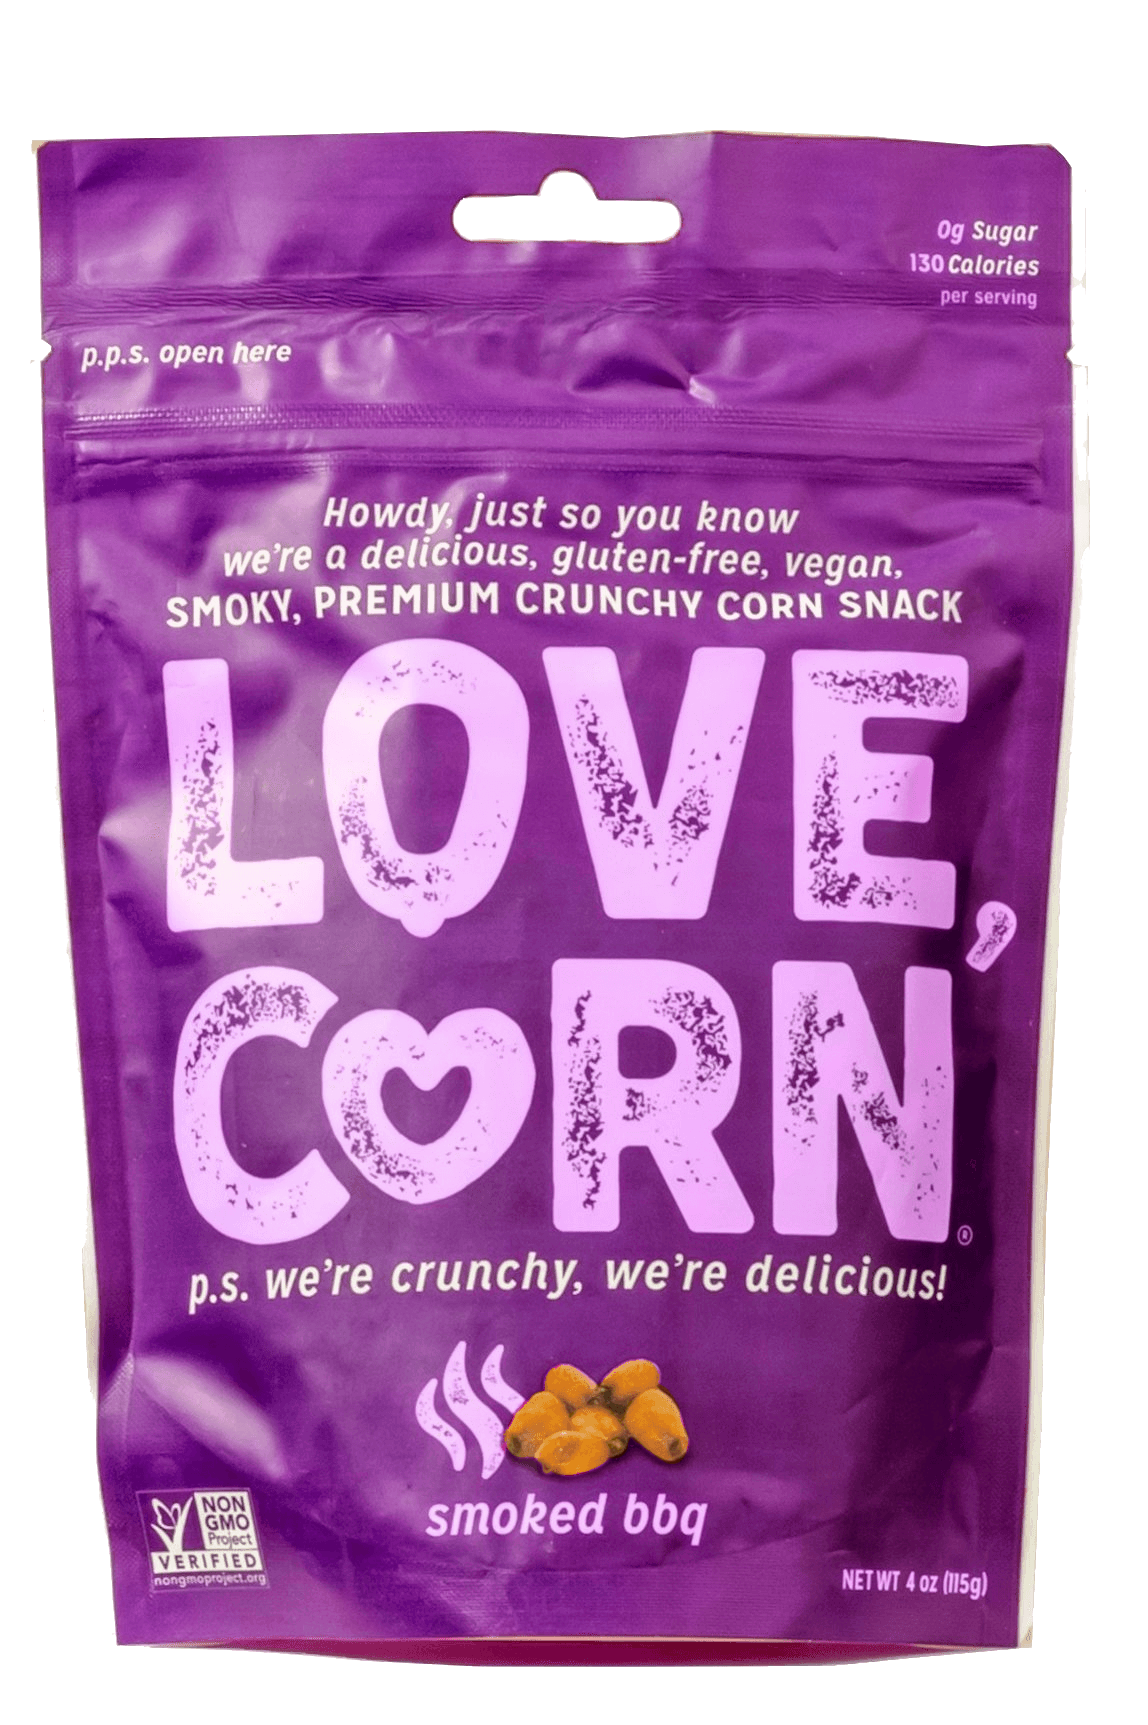 0g Sugar
130 Calories
per serving
p.p.s. open here
Howdy, just so you know
we're a delicious, gluten-free, vegan,
SMOKY, PREMIUM CRUNCHY CORN SNACK
LOVE,
CORN
®
p.s. we're crunchy, we're delicious!
smoked bbq
NON
GMO
Project
VERIFIED
nongmoproject.org
NET WT 4 oz (115g)